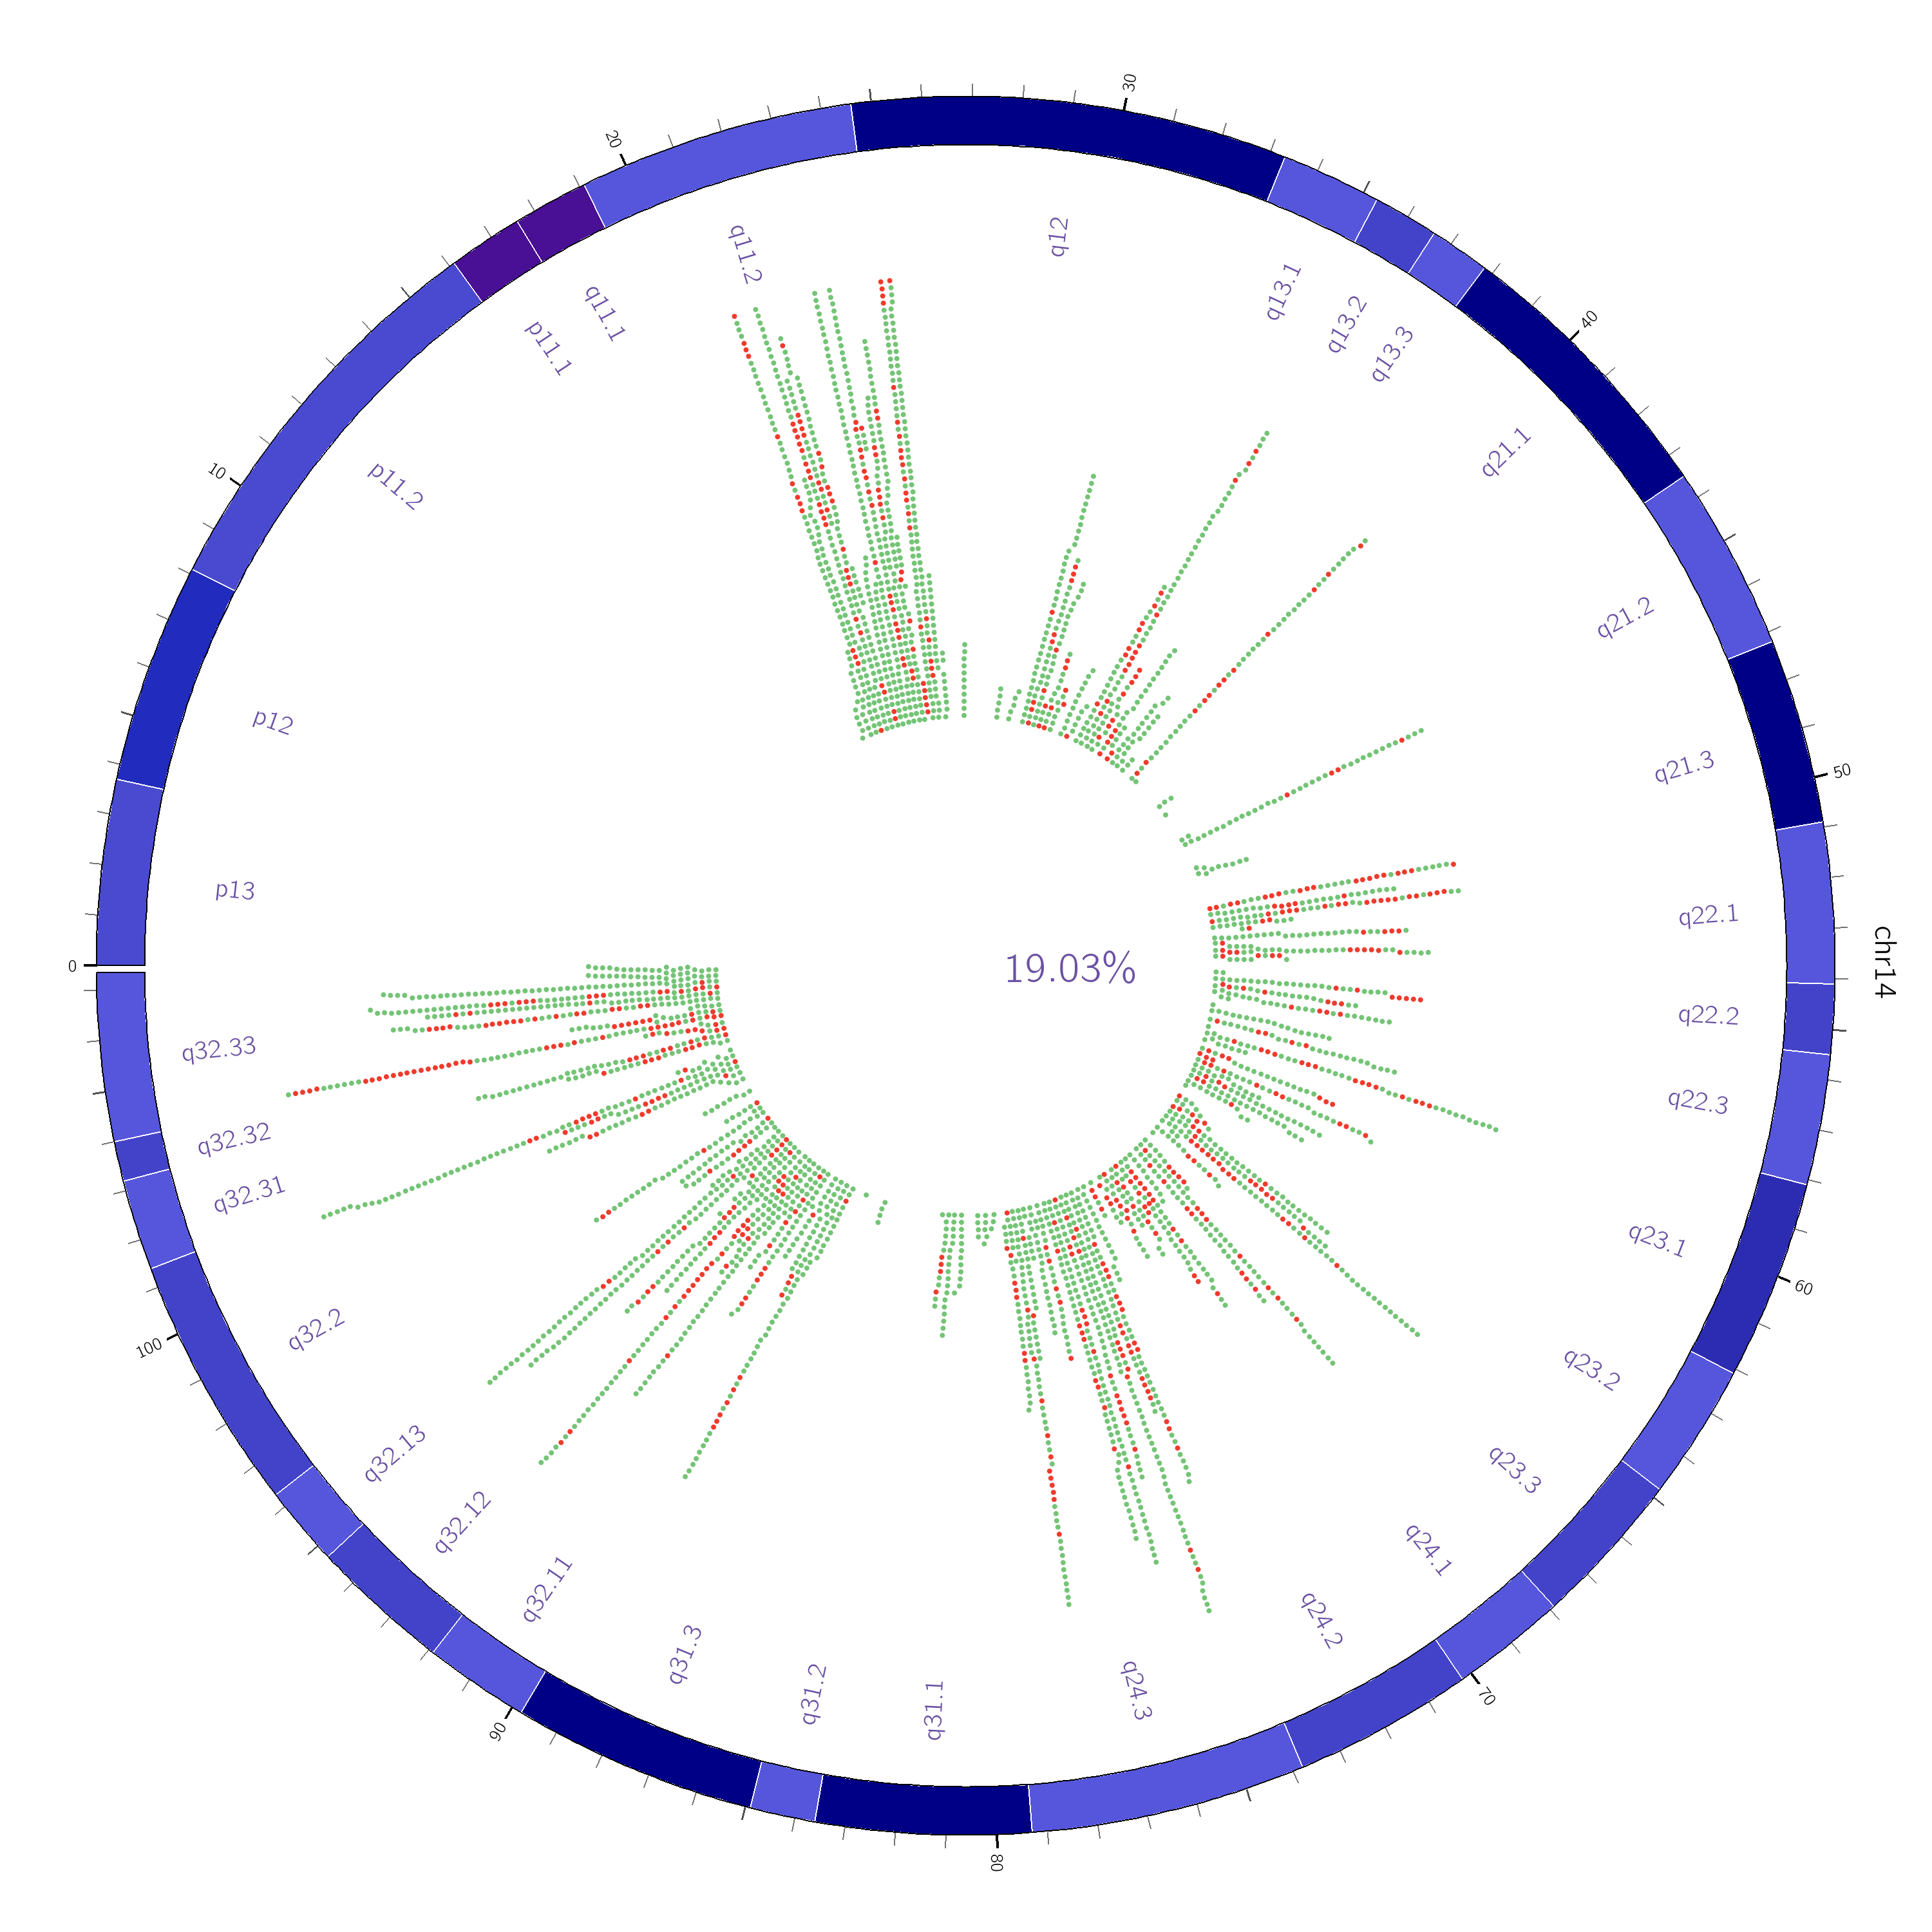 0
10
20
30
40
50
60
70
80
90
100
chr14
p13
p12
p11.2
p11.1
q11.1
q11.2
q12
q13.1
q13.2
q13.3
q21.1
q21.2
q21.3
q22.1
q22.2
q22.3
q23.1
q23.2
q23.3
q24.1
q24.2
q24.3
q31.1
q31.2
q31.3
q32.11
q32.12
q32.13
q32.2
q32.31
q32.32
q32.33
19.03%